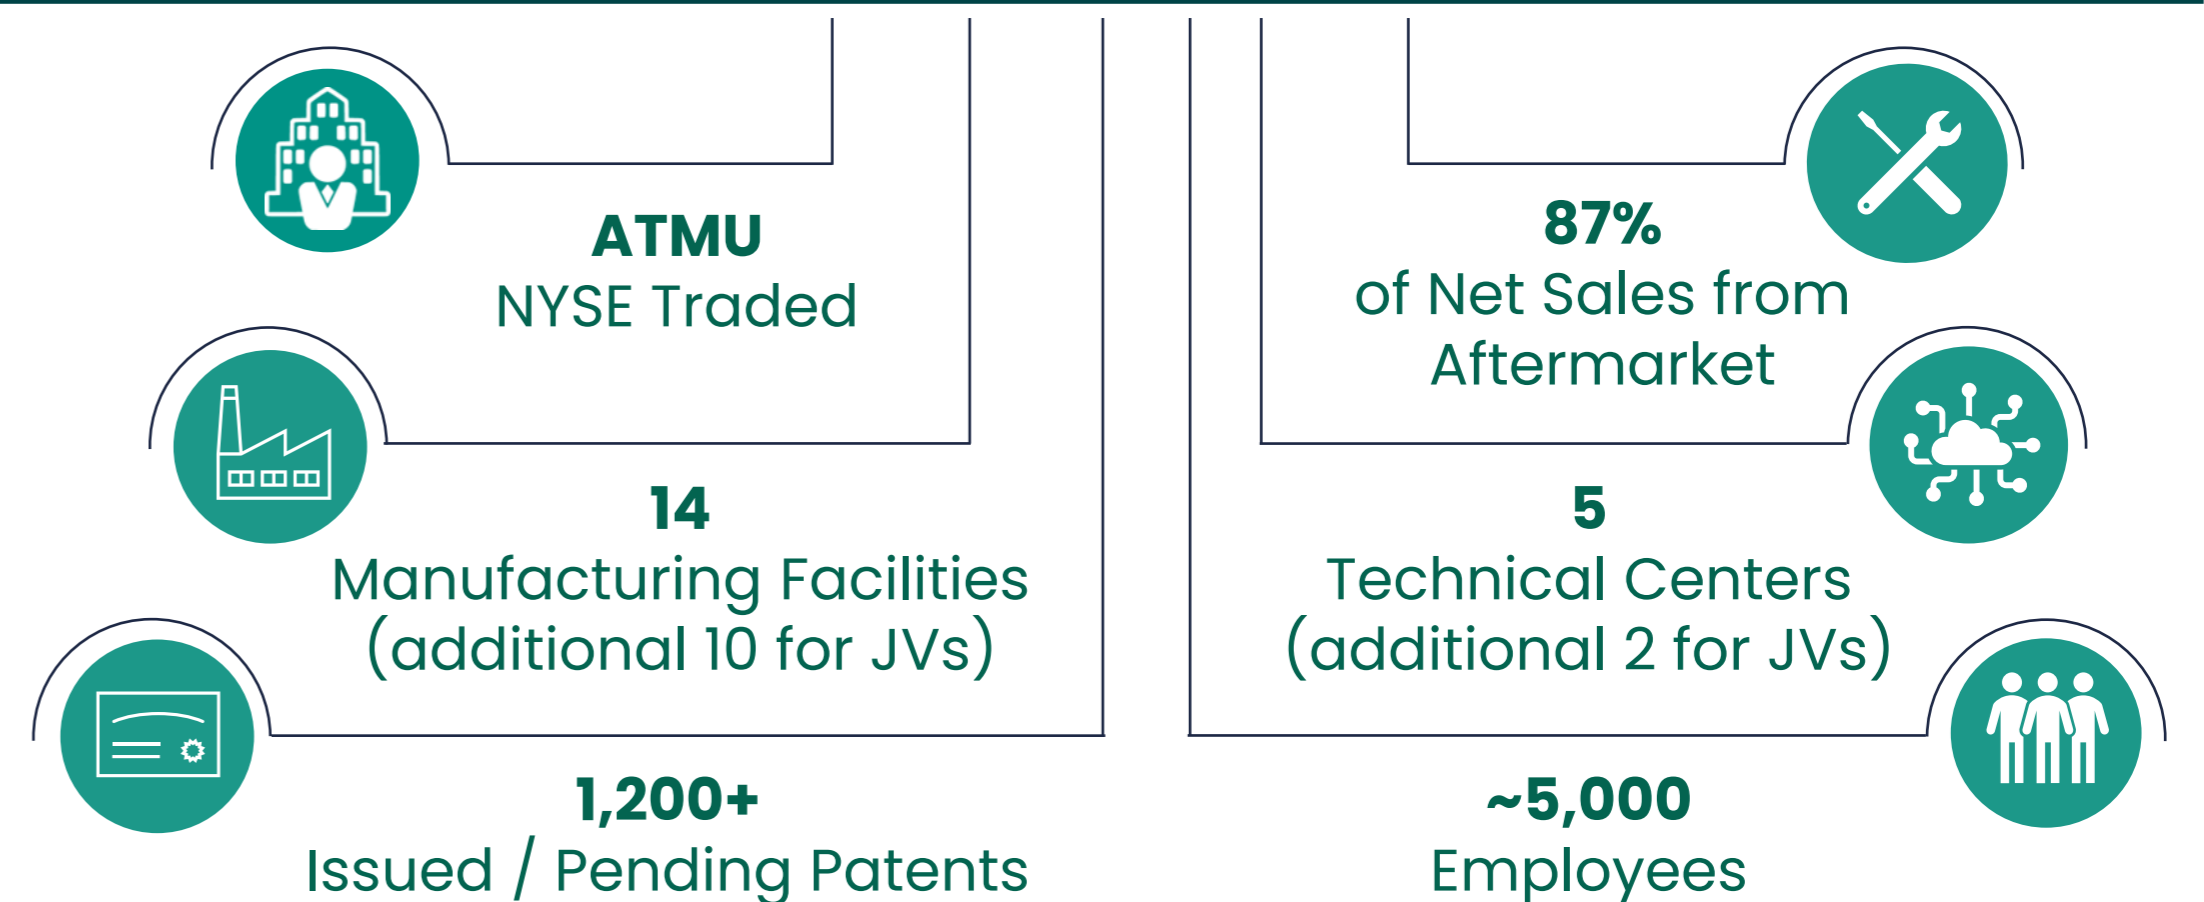 ATMU
NYSE Traded
14
Manufacturing Facilities
(additional 10 for JVs)
1,200+
Issued / Pending Patents
87%
of Net Sales from
Aftermarket
5
Technical Centers
(additional 2 for JVs)
~5,000
Employees